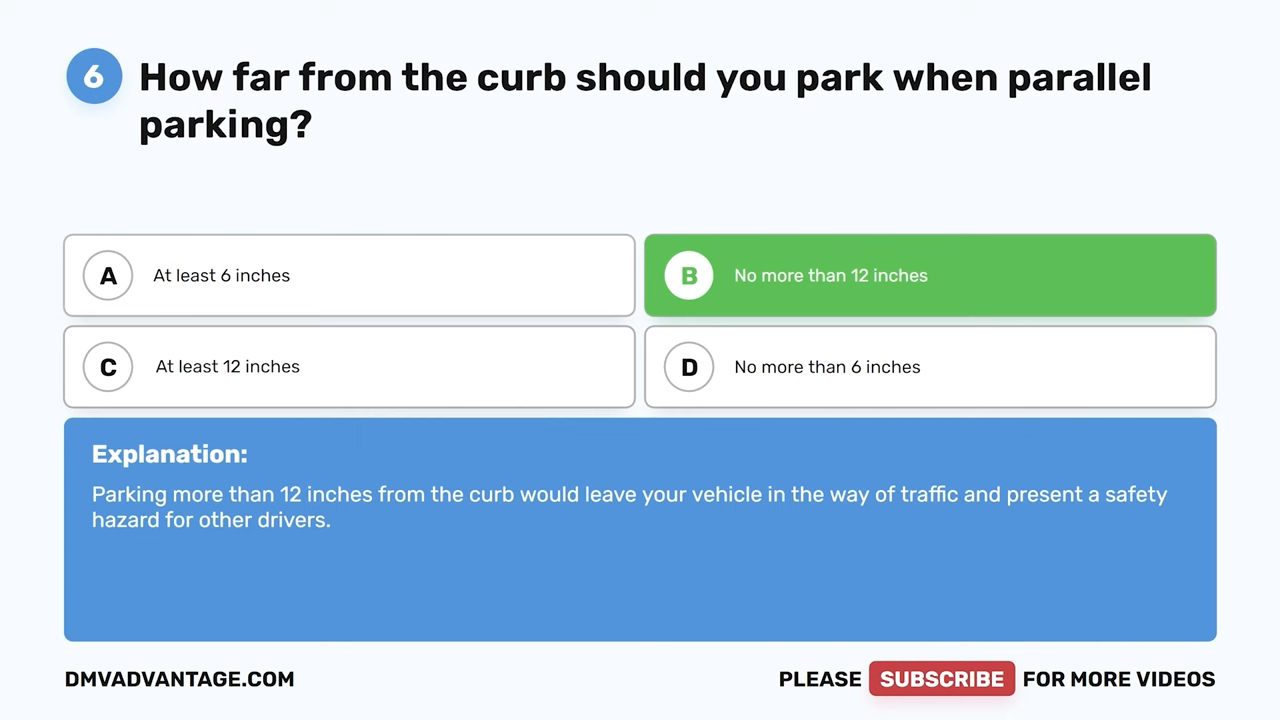 6
How far from the curb should you park when parallel
parking?
A At least 6 inches
B No more than 12 inches
C At least 12 inches
D No more than 6 inches
Explanation:
Parking more than 12 inches from the curb would leave your vehicle in the way of traffic and present a safety
hazard for other drivers.
DMVADVANTAGE.COM
PLEASE SUBSCRIBE FOR MORE VIDEOS